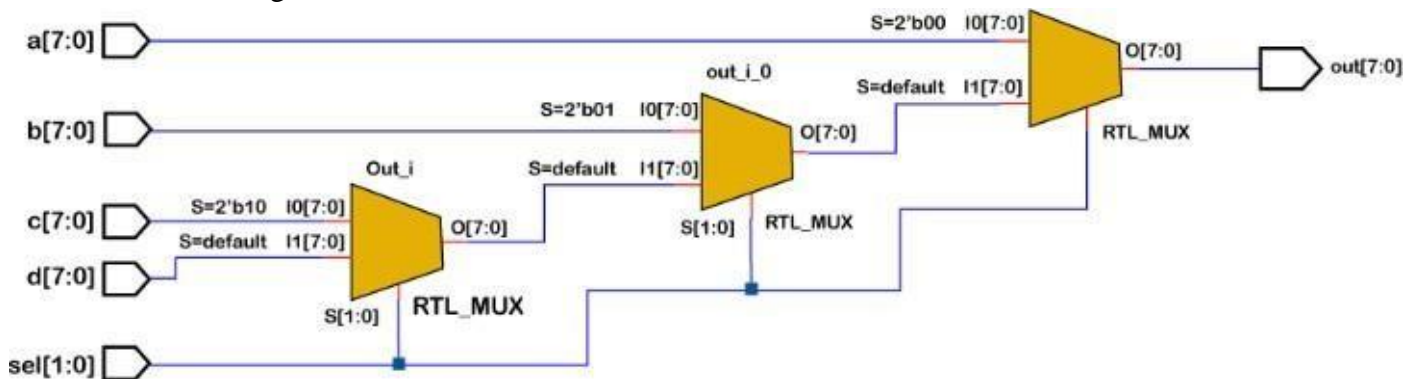 S=2'b00 I0[7:0]
a[7:0]
O[7:0]
out[7:0]
out_i_0
S=default I1[7:0]
S=2'b01 I0[7:0]
b[7:0]
O[7:0]
RTL_MUX
Out_i
S=default I1[7:0]
S=2'b10 I0[7:0]
c[7:0]
O[7:0]
S[1:0]
RTL_MUX
S=default I1[7:0]
d[7:0]
S[1:0]
RTL_MUX
sel[1:0]